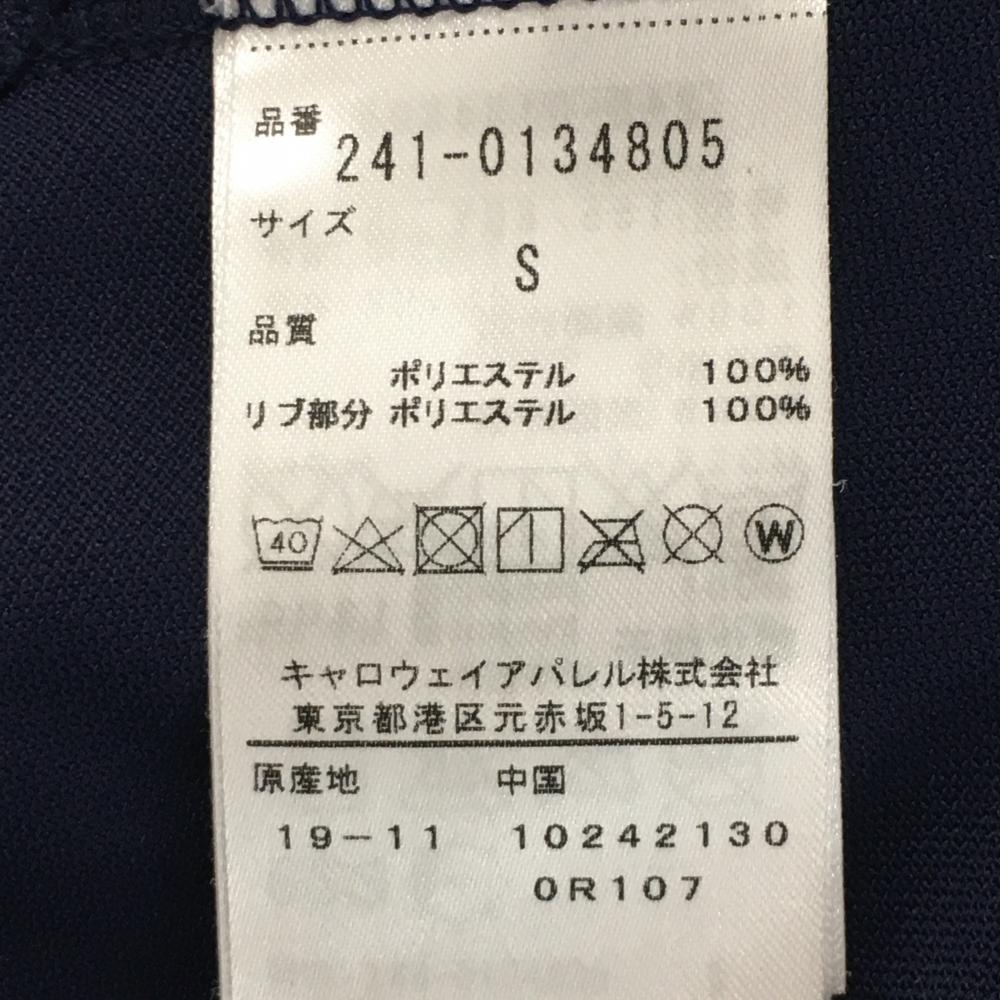 品番
241-0134805
サイズ
S
品質
ポリエステル 100%
リブ部分 ポリエステル 100%
40 W
キャロウェイアパレル株式会社
東京都港区元赤坂1-5-12
原産地 中国
19-11 10242130
0R107